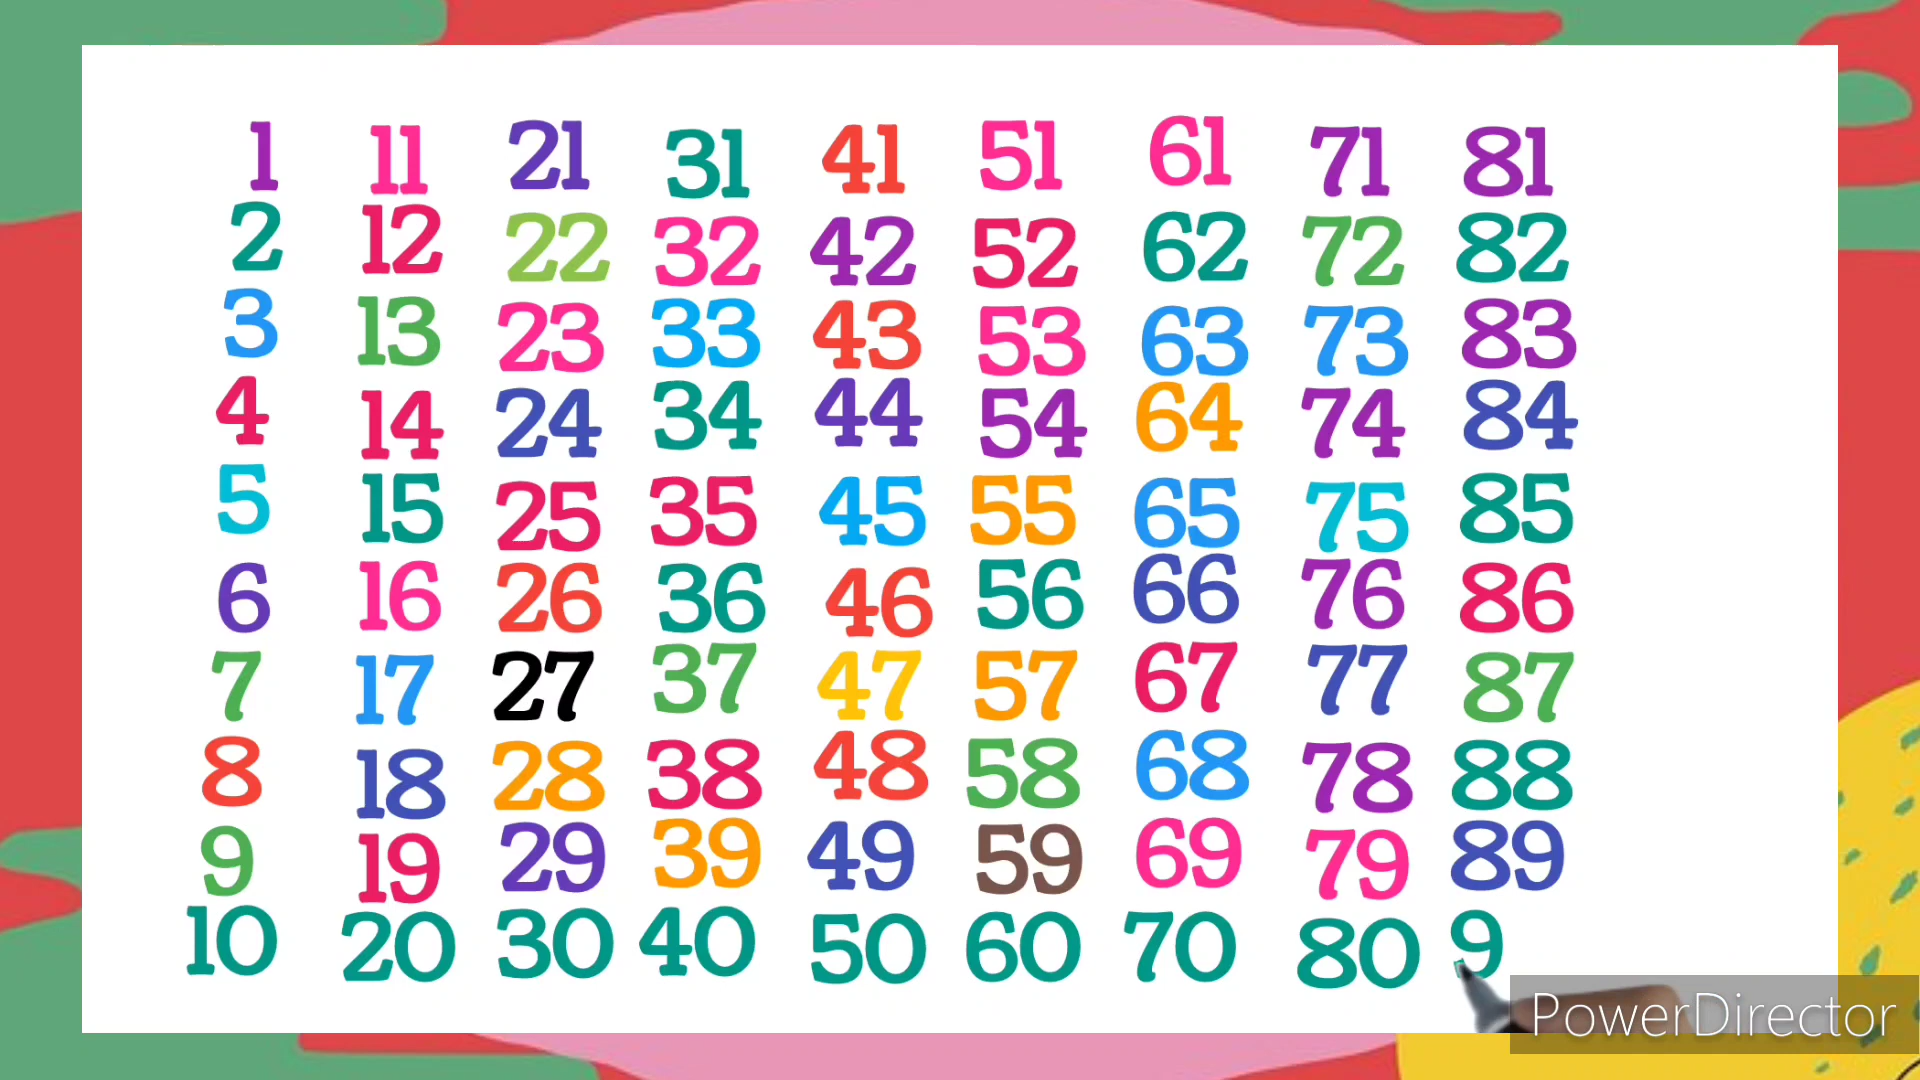 1 11 21 31 41 51 61 71 81
2 12 22 32 42 52 62 72 82
3 13 23 33 43 53 63 73 83
4 14 24 34 44 54 64 74 84
5 15 25 35 45 55 65 75 85
6 16 26 36 46 56 66 76 86
7 17 27 37 47 57 67 77 87
8 18 28 38 48 58 68 78 88
9 19 29 39 49 59 69 79 89
10 20 30 40 50 60 70 80 9
PowerDirector